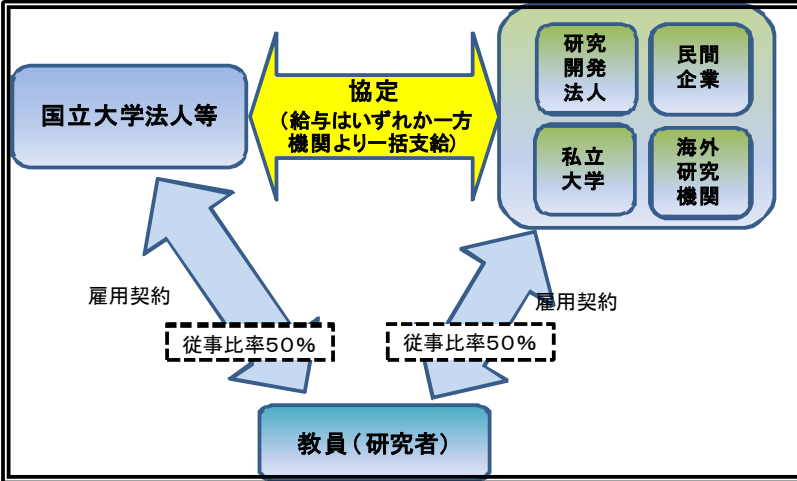 国立大学法人等
協定
(給与はいずれか一方
機関より一括支給)
研究
開発
法人
民間
企業
私立
大学
海外
研究
機関
雇用契約
雇用契約
従事比率50%
従事比率50%
教員(研究者)